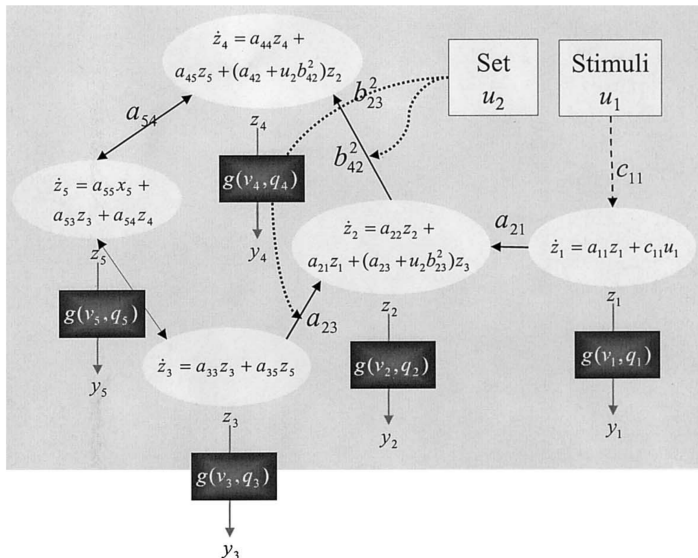 ż₄ = a₄₄z₄ +
a₄₅z₅ + (a₄₂ + u₂b²₄₂)z₂
Set
u₂
Stimuli
u₁
b²₂₃
a₅₄
z₄
g(v₄, q₄)
y₄
b²₄₂
c₁₁
ż₅ = a₅₅x₅ +
a₅₃z₃ + a₅₄z₄
z₅
g(v₅, q₅)
y₅
ż₂ = a₂₂z₂ +
a₂₁z₁ + (a₂₃ + u₂b²₂₃)z₃
a₂₁
ż₁ = a₁₁z₁ + c₁₁u₁
z₂
g(v₂, q₂)
y₂
z₁
g(v₁, q₁)
y₁
a₂₃
ż₃ = a₃₃z₃ + a₃₅z₅
z₃
g(v₃, q₃)
y₃